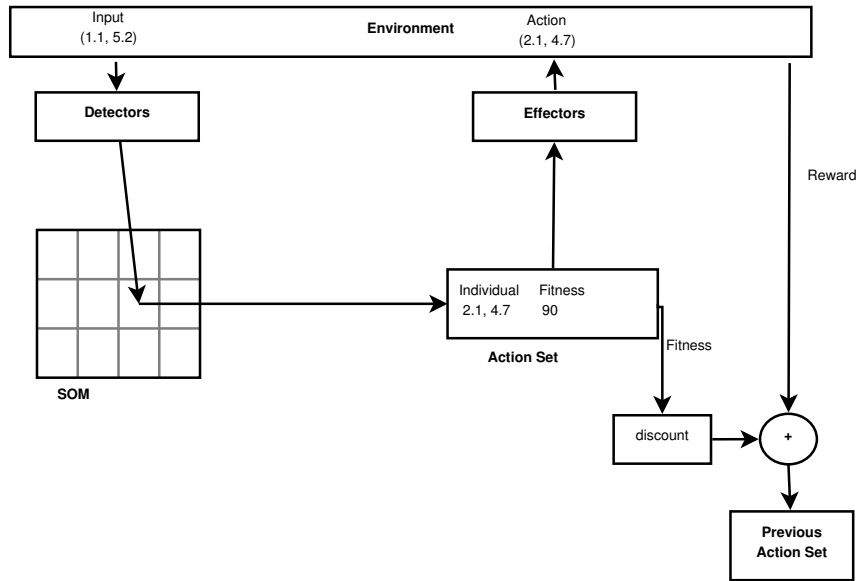 Input
(1.1, 5.2)
Environment
Action
(2.1, 4.7)
Detectors
Effectors
Reward
Individual Fitness
2.1, 4.7 90
Action Set
Fitness
SOM
discount
+
Previous
Action Set